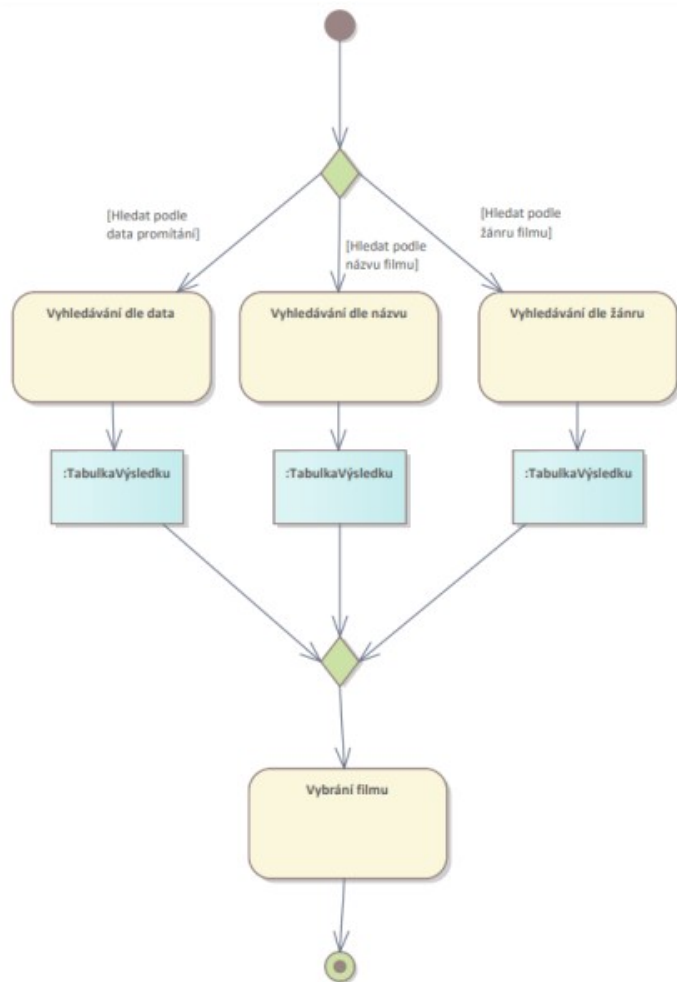 [Hledat podle
data promítání]
[Hledat podle
názvu filmu]
[Hledat podle
žánru filmu]
Vyhledávání dle data
Vyhledávání dle názvu
Vyhledávání dle žánru
:TabulkaVýsledku
:TabulkaVýsledku
:TabulkaVýsledku
Vybrání filmu